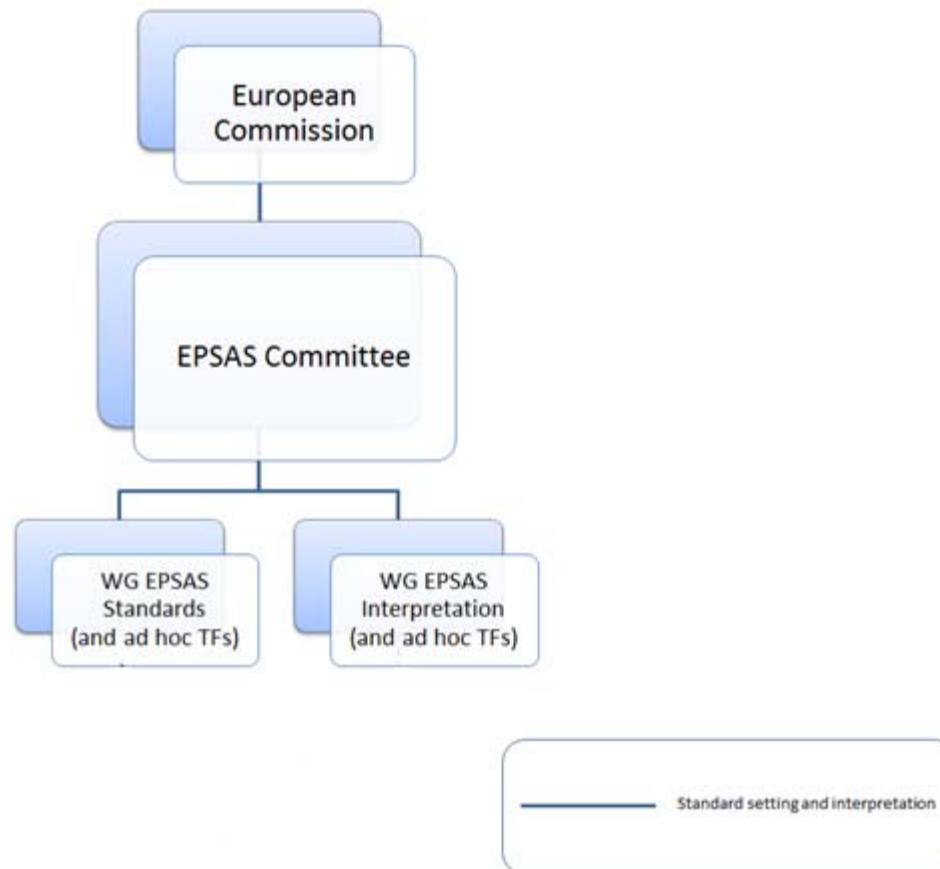 European
Commission
EPSAS Committee
WG EPSAS
Standards
(and ad hoc TFs)
WG EPSAS
Interpretation
(and ad hoc TFs)
Standard setting and interpretation